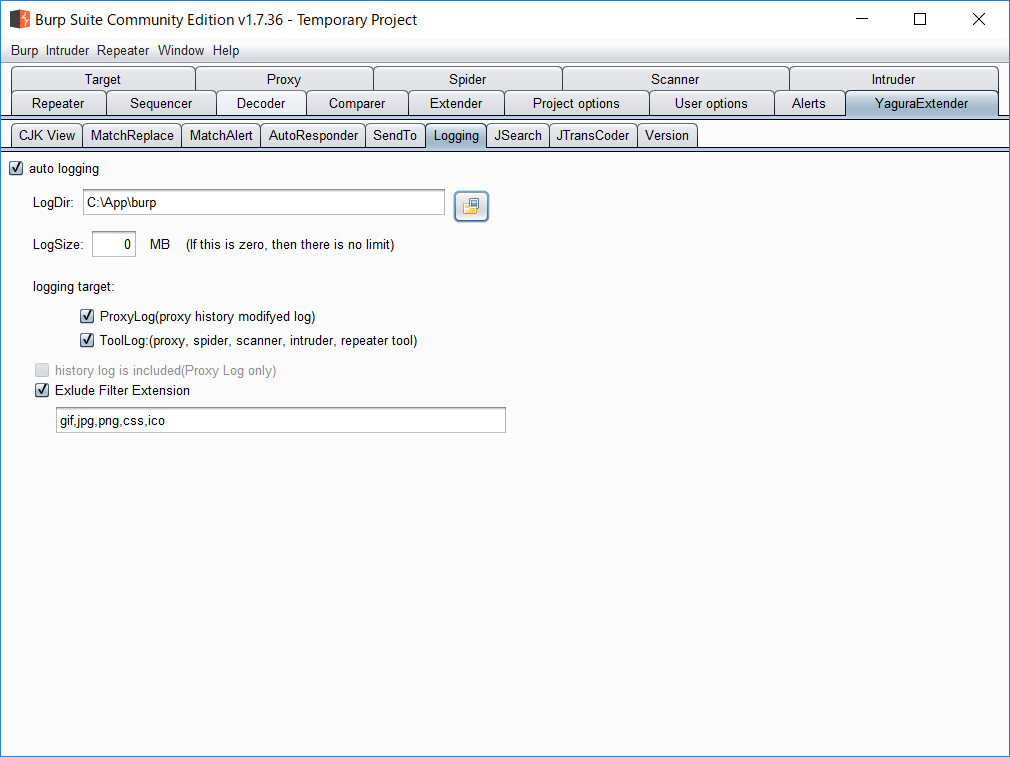 Burp Suite Community Edition v1.7.36 - Temporary Project
Burp Intruder Repeater Window Help
Target Proxy Spider Scanner Intruder
Repeater Sequencer Decoder Comparer Extender Project options User options Alerts YaguraExtender
CJK View MatchReplace MatchAlert AutoResponder SendTo Logging JSearch JTransCoder Version
auto logging
LogDir: C:\App\burp
LogSize: 0 MB (If this is zero, then there is no limit)
logging target:
ProxyLog(proxy history modifyed log)
ToolLog:(proxy, spider, scanner, intruder, repeater tool)
history log is included(Proxy Log only)
Exlude Filter Extension
gif,jpg,png,css,ico